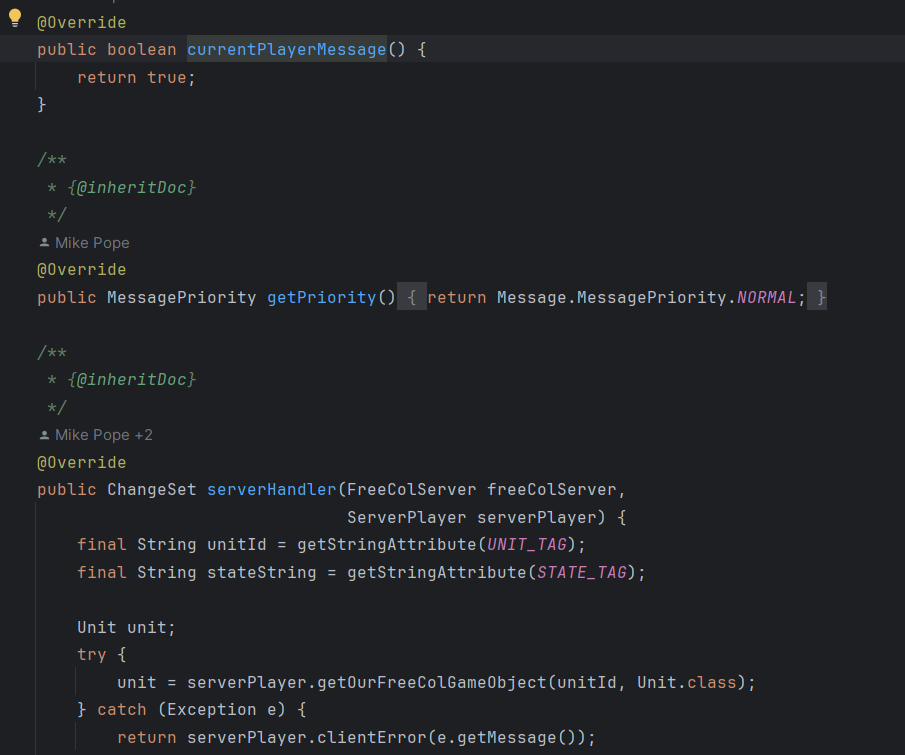 @Override
public boolean currentPlayerMessage() {
    return true;
}

/**
 * {@inheritDoc}
 */
Mike Pope
@Override
public MessagePriority getPriority() { return Message.MessagePriority.NORMAL; }

/**
 * {@inheritDoc}
 */
Mike Pope +2
@Override
public ChangeSet serverHandler(FreeColServer freeColServer,
                               ServerPlayer serverPlayer) {
    final String unitId = getStringAttribute(UNIT_TAG);
    final String stateString = getStringAttribute(STATE_TAG);

    Unit unit;
    try {
        unit = serverPlayer.getOurFreeColGameObject(unitId, Unit.class);
    } catch (Exception e) {
        return serverPlayer.clientError(e.getMessage());